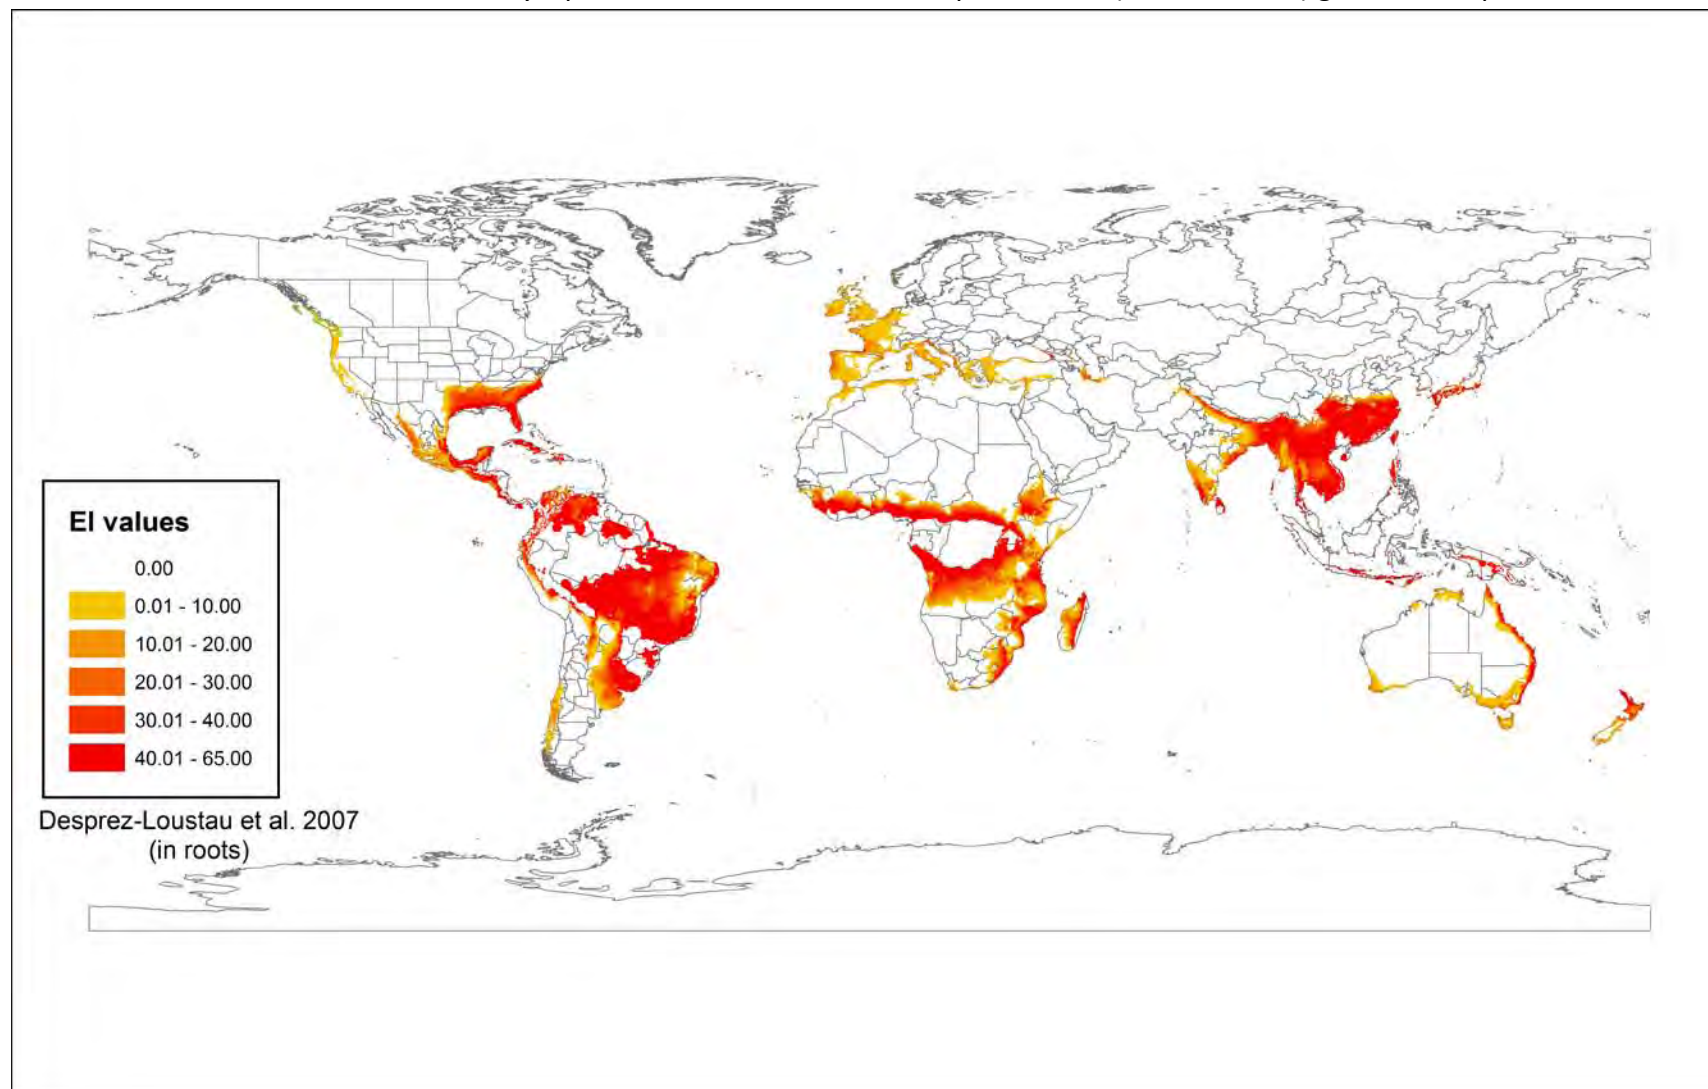 EI values
0.00
0.01 - 10.00
10.01 - 20.00
20.01 - 30.00
30.01 - 40.00
40.01 - 65.00
Desprez-Loustau et al. 2007
(in roots)